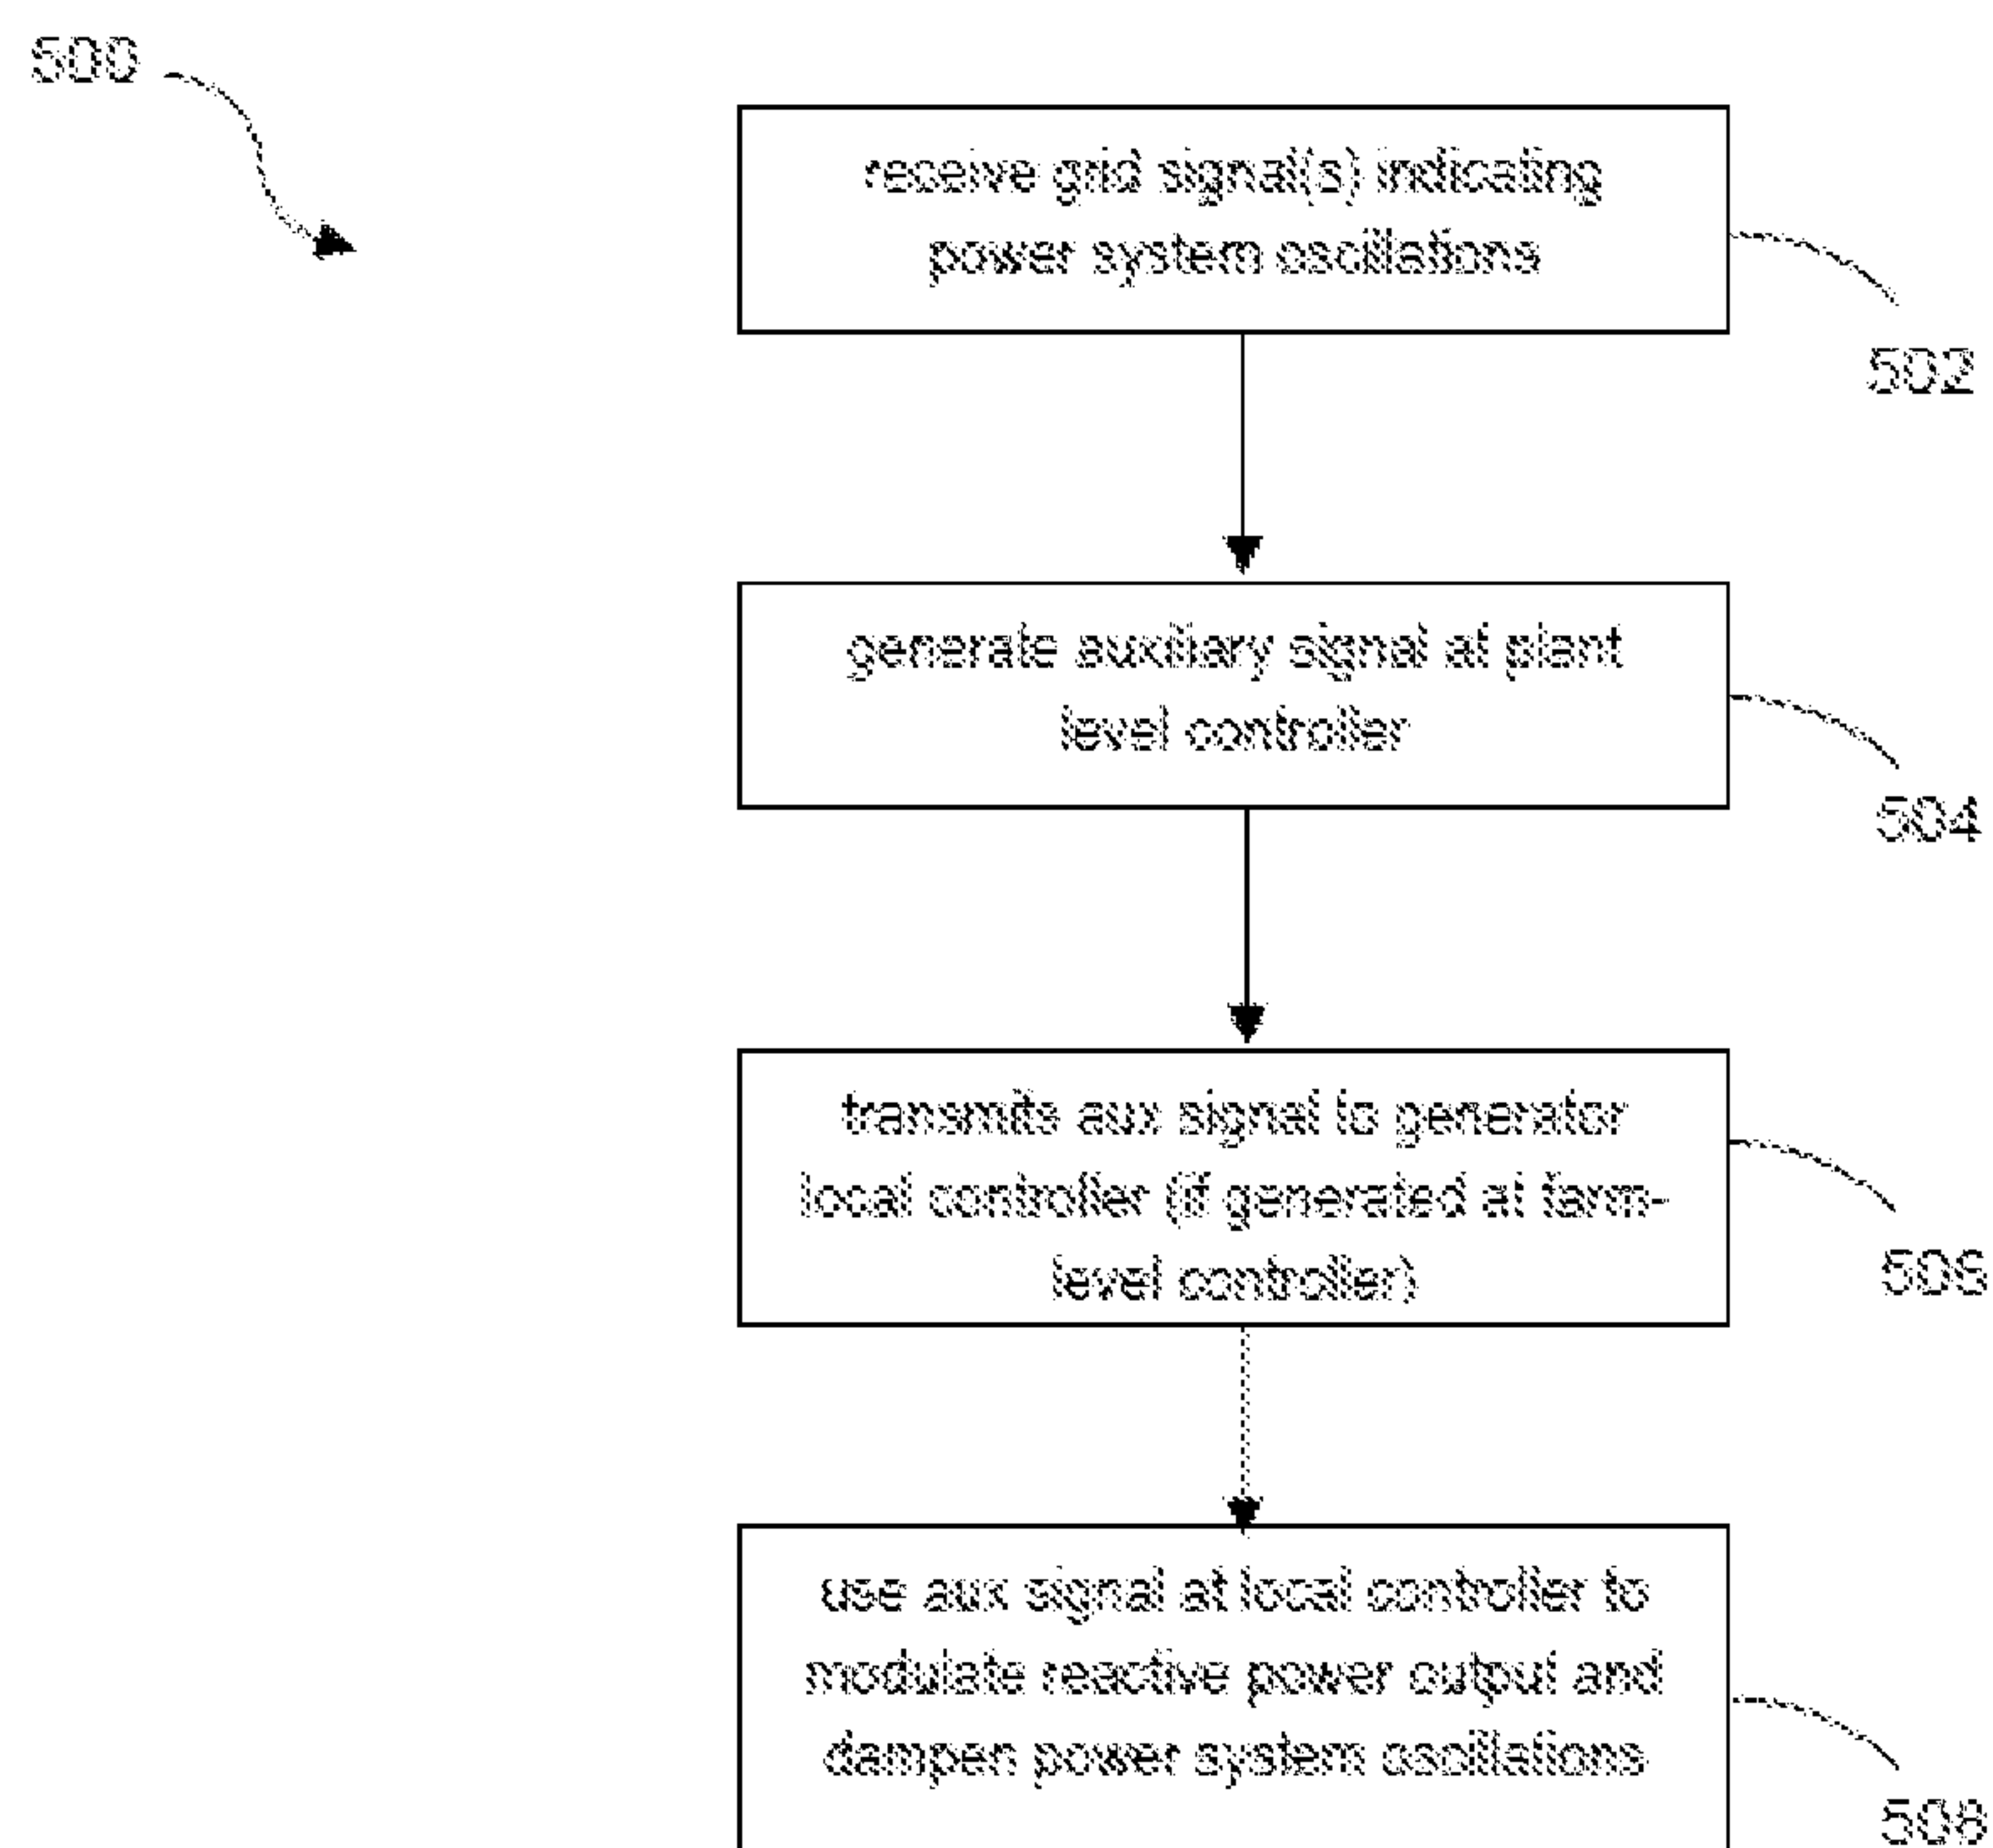 500
receive grid signal(s) indicating
power system oscillations
502
generate auxiliary signal at plant
level controller
504
transmits aux signal to generator
local controller (if generated at farm-
level controller)
506
use aux signal at local controller to
modulate reactive power output and
dampen power system oscillations
508